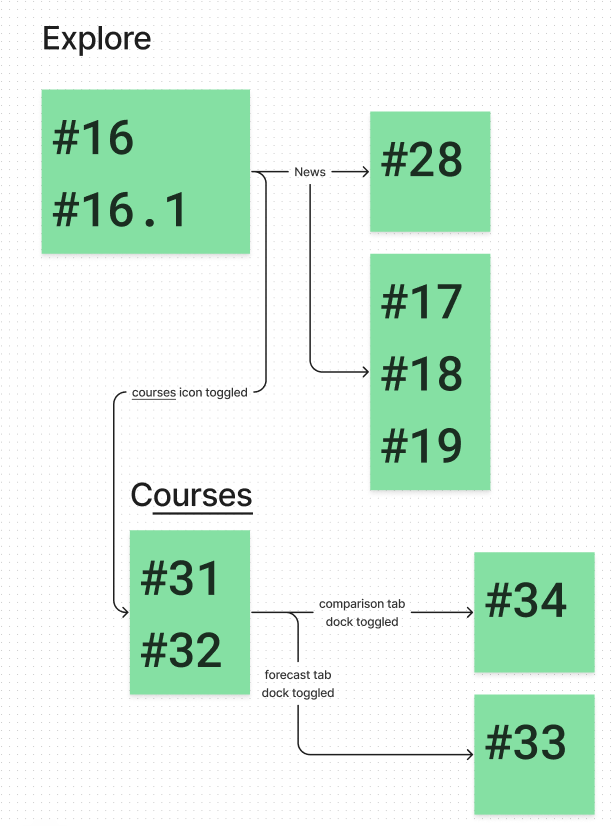 Explore
#16
#16.1
News
#28
#17
#18
#19
courses icon toggled
Courses
#31
#32
comparison tab
dock toggled
#34
forecast tab
dock toggled
#33